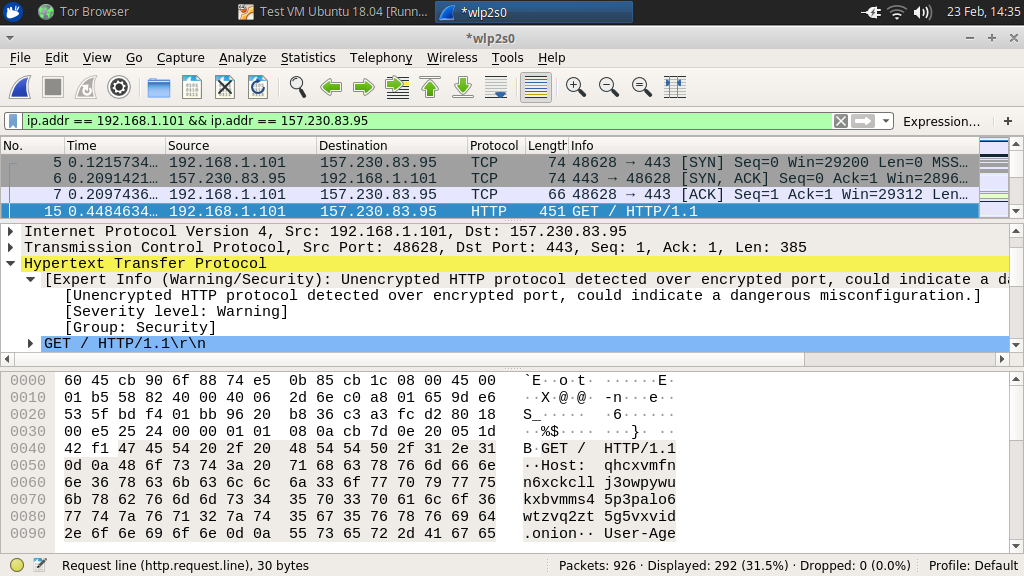 Tor Browser
Test VM Ubuntu 18.04 [Runn...
*wlp2s0
23 Feb, 14:35
*wlp2s0
File Edit View Go Capture Analyze Statistics Telephony Wireless Tools Help
ip.addr == 192.168.1.101 && ip.addr == 157.230.83.95
Expression...
+
No. Time Source Destination Protocol Length Info
5 0.1215734… 192.168.1.101 157.230.83.95 TCP 74 48628 → 443 [SYN] Seq=0 Win=29200 Len=0 MSS…
6 0.2091421… 157.230.83.95 192.168.1.101 TCP 74 443 → 48628 [SYN, ACK] Seq=0 Ack=1 Win=2896…
7 0.2097436… 192.168.1.101 157.230.83.95 TCP 66 48628 → 443 [ACK] Seq=1 Ack=1 Win=29312 Len…
15 0.4484634… 192.168.1.101 157.230.83.95 HTTP 451 GET / HTTP/1.1
Internet Protocol Version 4, Src: 192.168.1.101, Dst: 157.230.83.95
Transmission Control Protocol, Src Port: 48628, Dst Port: 443, Seq: 1, Ack: 1, Len: 385
Hypertext Transfer Protocol
[Expert Info (Warning/Security): Unencrypted HTTP protocol detected over encrypted port, could indicate a da
[Unencrypted HTTP protocol detected over encrypted port, could indicate a dangerous misconfiguration.]
[Severity level: Warning]
[Group: Security]
GET / HTTP/1.1\r\n
0000 60 45 cb 90 6f 88 74 e5 0b 85 cb 1c 08 00 45 00 `E··o·t· ······E·
0010 01 b5 58 82 40 00 40 06 2d 6e c0 a8 01 65 9d e6 ··X·@·@· -n···e··
0020 53 5f bd f4 01 bb 96 20 b8 36 c3 a3 fc d2 80 18 S_····· ·6······
0030 00 e5 25 24 00 00 01 01 08 0a cb 7d 0e 20 05 1d ··%$···· ···}· ··
0040 42 f1 47 45 54 20 2f 20 48 54 54 50 2f 31 2e 31 B·GET / HTTP/1.1
0050 0d 0a 48 6f 73 74 3a 20 71 68 63 78 76 6d 66 6e ··Host: qhcxvmfn
0060 6e 36 78 63 6b 63 6c 6c 6a 33 6f 77 70 79 77 75 n6xckcll j3owpywu
0070 6b 78 62 76 6d 6d 73 34 35 70 33 70 61 6c 6f 36 kxbvmms4 5p3palo6
0080 77 74 7a 76 71 32 7a 74 35 67 35 76 78 76 69 64 wtzvq2zt 5g5vxvid
0090 2e 6f 6e 69 6f 6e 0d 0a 55 73 65 72 2d 41 67 65 .onion·· User-Age
Request line (http.request.line), 30 bytes
Packets: 926 · Displayed: 292 (31.5%) · Dropped: 0 (0.0%)
Profile: Default